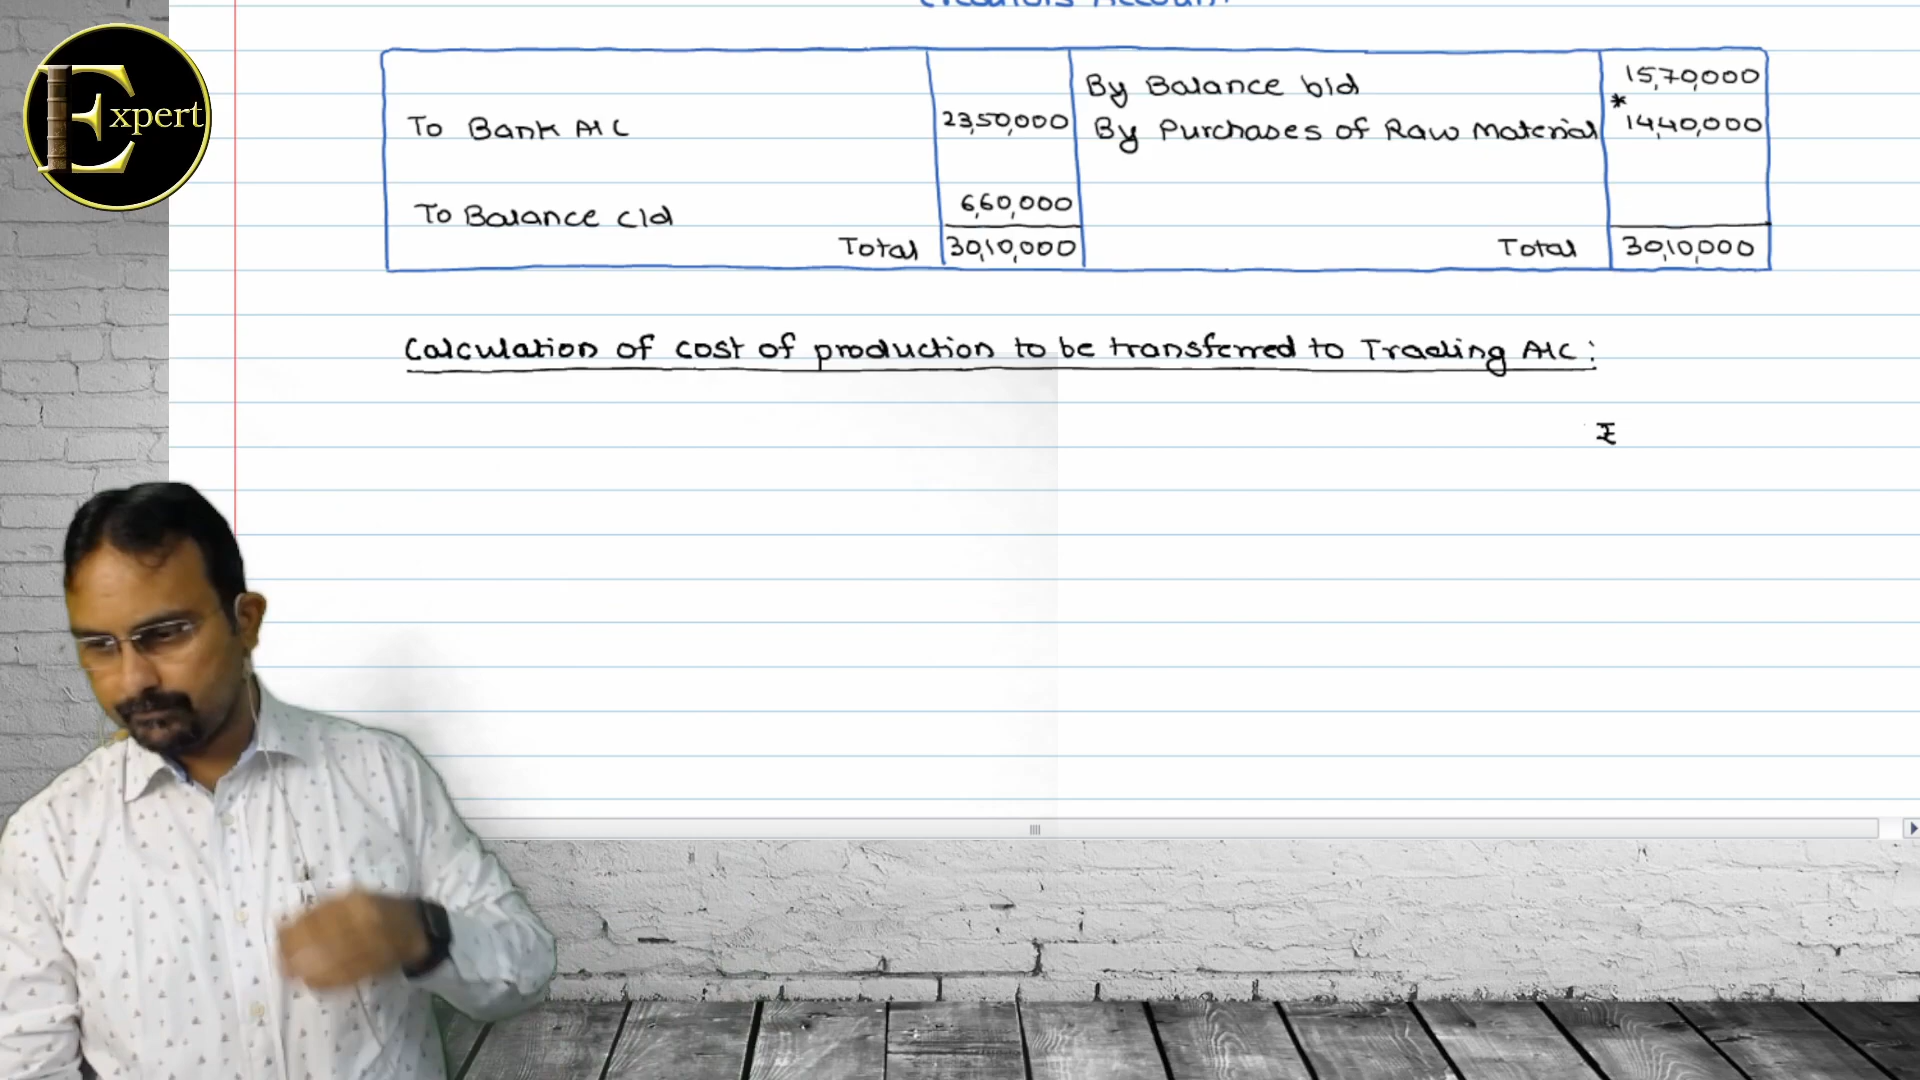 Expert
Creditors Account
By Balance b/d 15,70,000
To Bank A/C 23,50,000 By Purchases of Raw Material *14,40,000
To Balance c/d 6,60,000
Total 30,10,000 Total 30,10,000
Calculation of cost of production to be transferred to Trading A/C :
₹